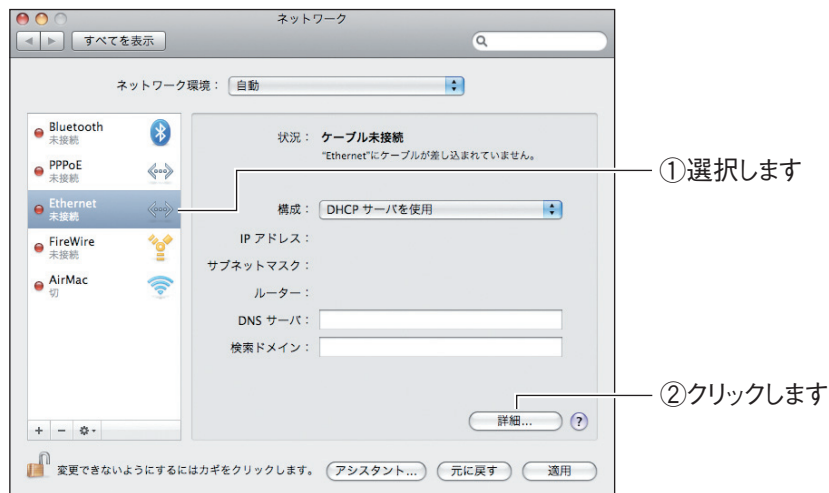 ネットワーク
すべてを表示
ネットワーク環境： 自動
Bluetooth
未接続
PPPoE
未接続
Ethernet
未接続
FireWire
未接続
AirMac
切
状況： ケーブル未接続
"Ethernet"にケーブルが差し込まれていません。
①選択します
構成： DHCP サーバを使用
IP アドレス：
サブネットマスク：
ルーター：
DNS サーバ：
検索ドメイン：
②クリックします
詳細... ?
+ −
変更できないようにするにはカギをクリックします。 アシスタント... 元に戻す 適用